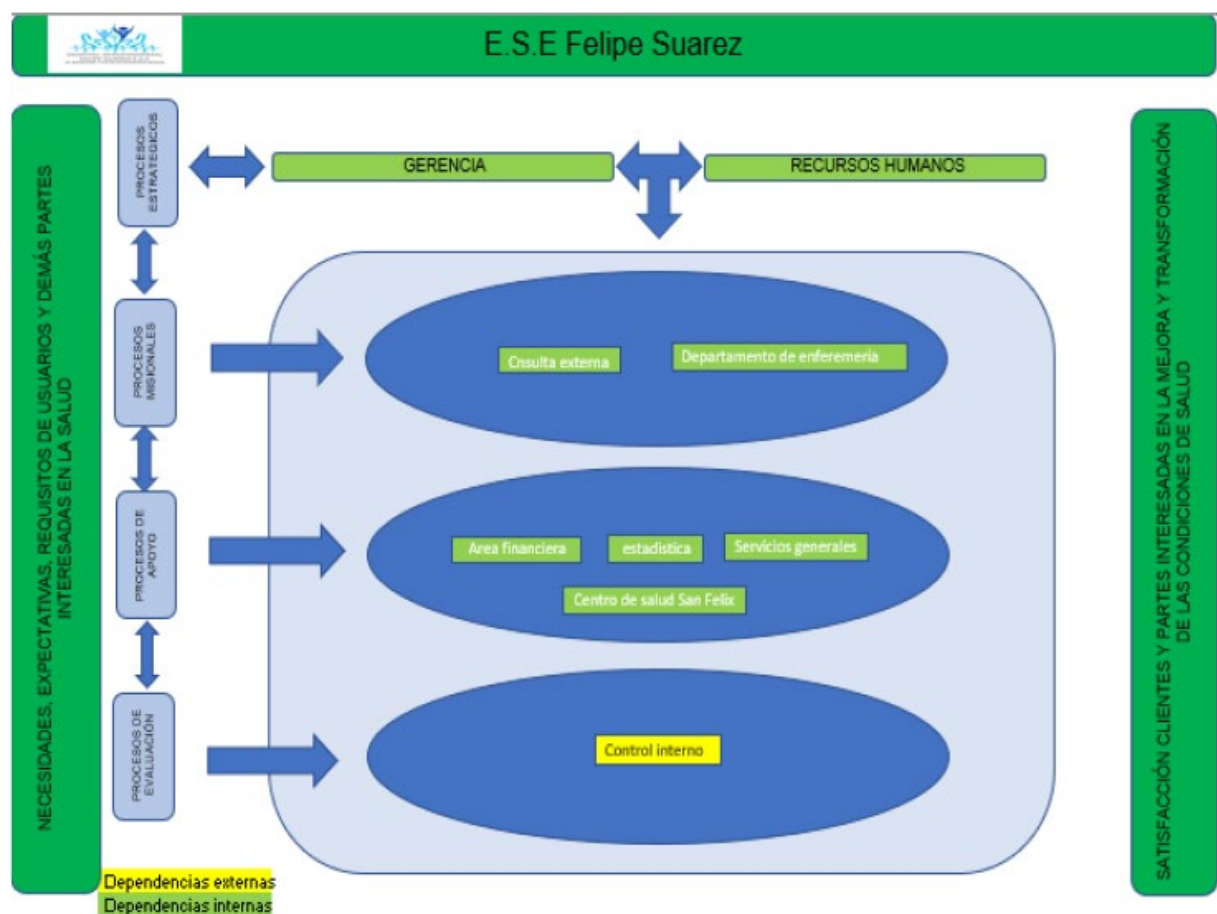 E.S.E Felipe Suarez
NECESIDADES, EXPECTATIVAS, REQUISITOS DE USUARIOS Y DEMÁS PARTES
INTERESADAS EN LA SALUD
PROCESOS
ESTRATEGICOS
GERENCIA
RECURSOS HUMANOS
PROCESOS
MISIONALES
Cnsulta externa
Departamento de enferemeria
PROCESOS DE
APOYO
Area financiera
estadistica
Servicios generales
Centro de salud San Felix
PROCESOS DE
EVALUACIÓN
Control interno
SATISFACCIÓN CLIENTES Y PARTES INTERESADAS EN LA MEJORA Y TRANSFORMACIÓN
DE LAS CONDICIONES DE SALUD
Dependencias externas
Dependencias internas